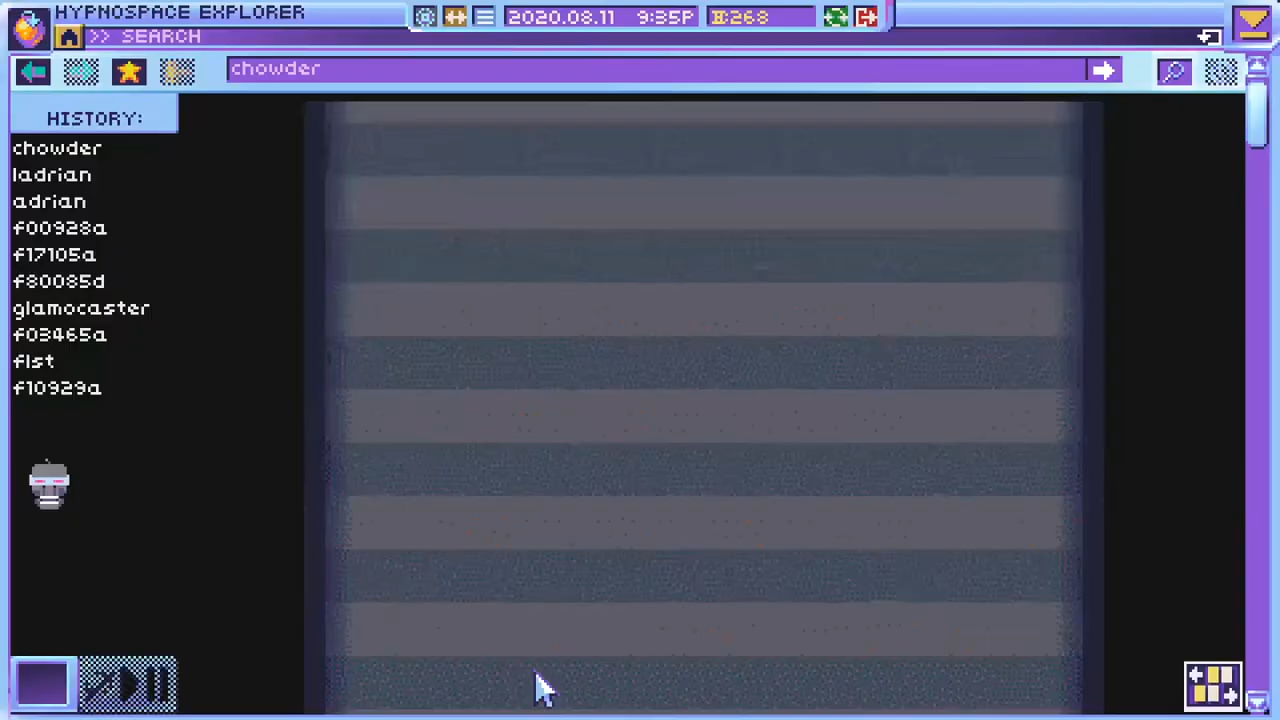 HYPNOSPACE EXPLORER
2020.08.11 9:35P
268
>> SEARCH
chowder
HISTORY:
chowder
ladrian
adrian
f00928a
f17105a
f80085d
glamocaster
f03465a
flst
f10929a